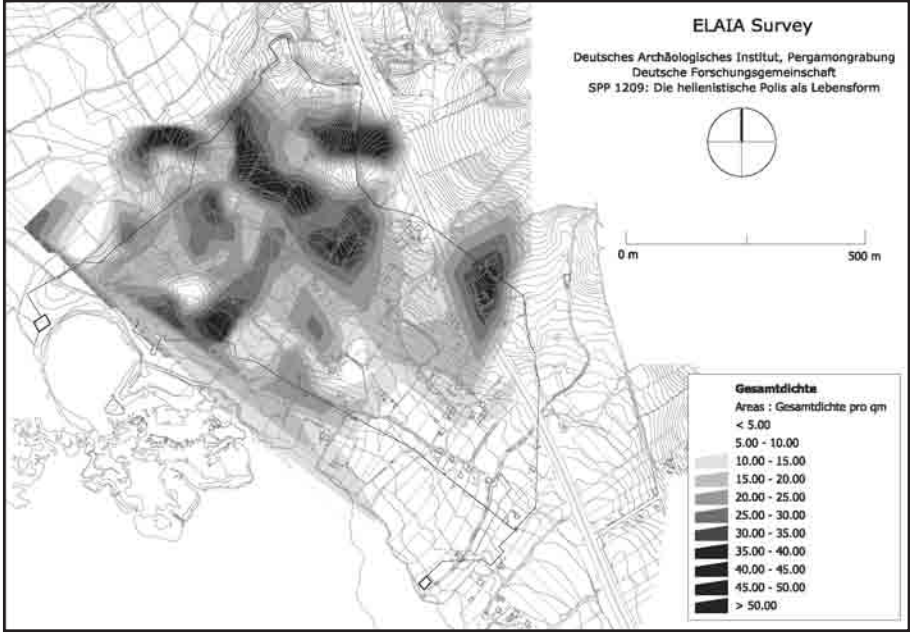 ELAIA Survey
Deutsches Archäologisches Institut, Pergamongrabung
Deutsche Forschungsgemeinschaft
SPP 1209: Die hellenistische Polis als Lebensform
0 m 500 m
Gesamtdichte
Areas : Gesamtdichte pro qm
< 5.00
5.00 - 10.00
10.00 - 15.00
15.00 - 20.00
20.00 - 25.00
25.00 - 30.00
30.00 - 35.00
35.00 - 40.00
40.00 - 45.00
45.00 - 50.00
> 50.00